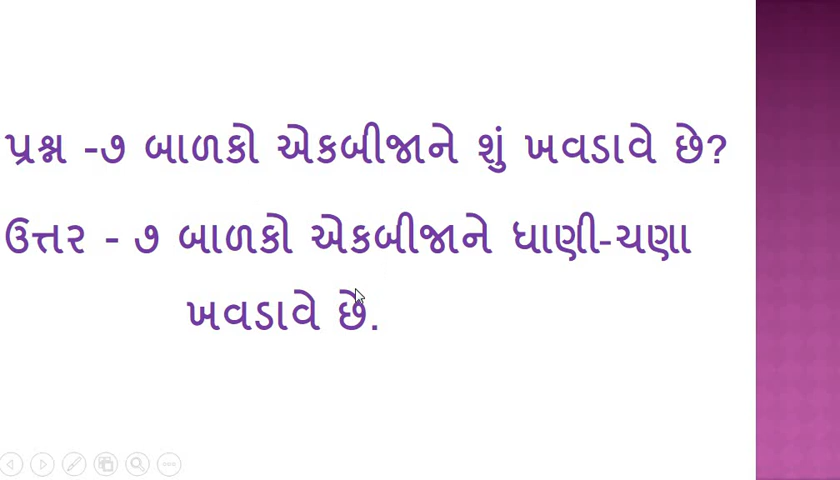 પ્રશ્ન -૭ બાળકો એકબીજાને શું ખવડાવે છે?
ઉત્તર - ૭ બાળકો એકબીજાને ધાણી-ચણા
ખવડાવે છે.